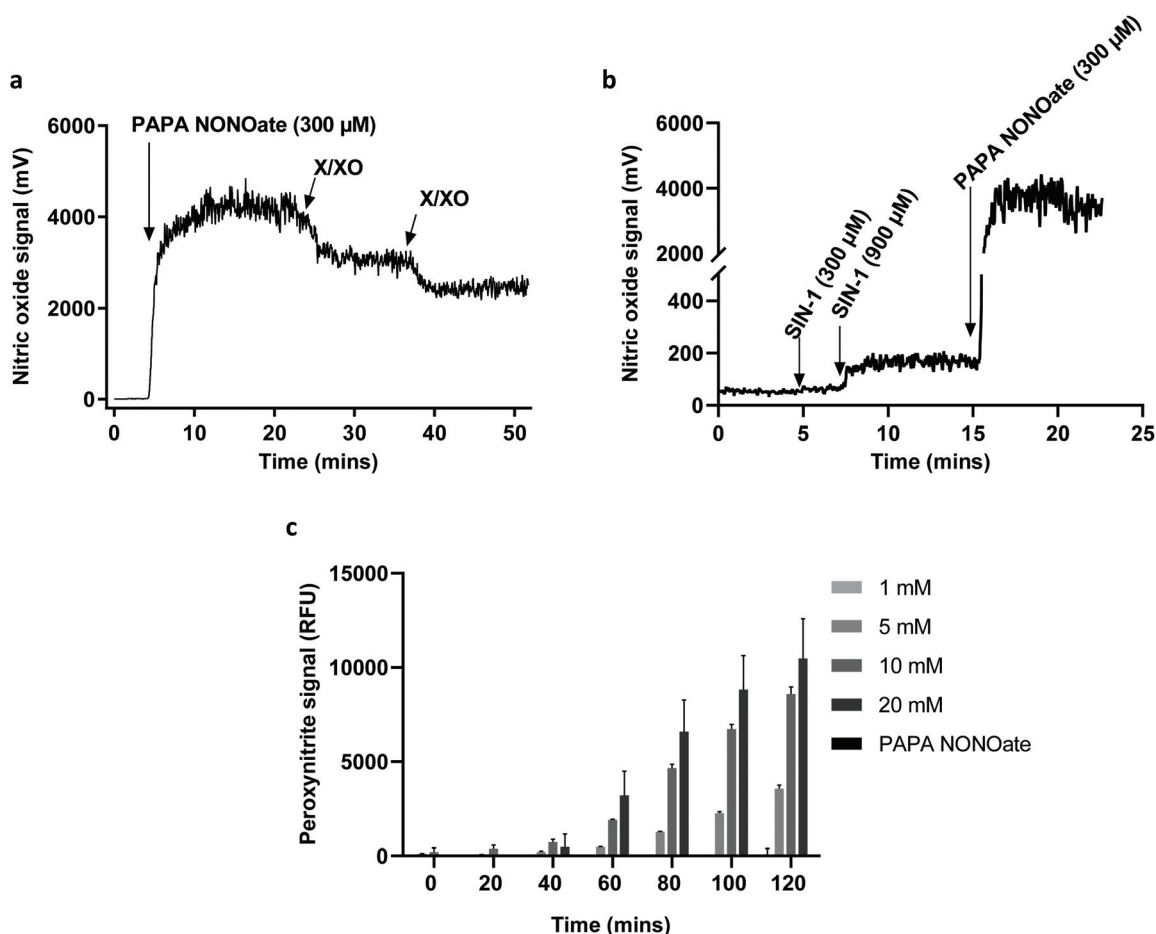 a
6000
4000
2000
0
Nitric oxide signal (mV)
PAPA NONOate (300 µM)
X/XO
X/XO
0 10 20 30 40 50
Time (mins)
b
6000
4000
2000
400
200
0
Nitric oxide signal (mV)
SIN-1 (300 µM)
SIN-1 (900 µM)
PAPA NONOate (300 µM)
0 5 10 15 20 25
Time (mins)
c
15000
10000
5000
0
Peroxynitrite signal (RFU)
0 20 40 60 80 100 120
Time (mins)
1 mM
5 mM
10 mM
20 mM
PAPA NONOate